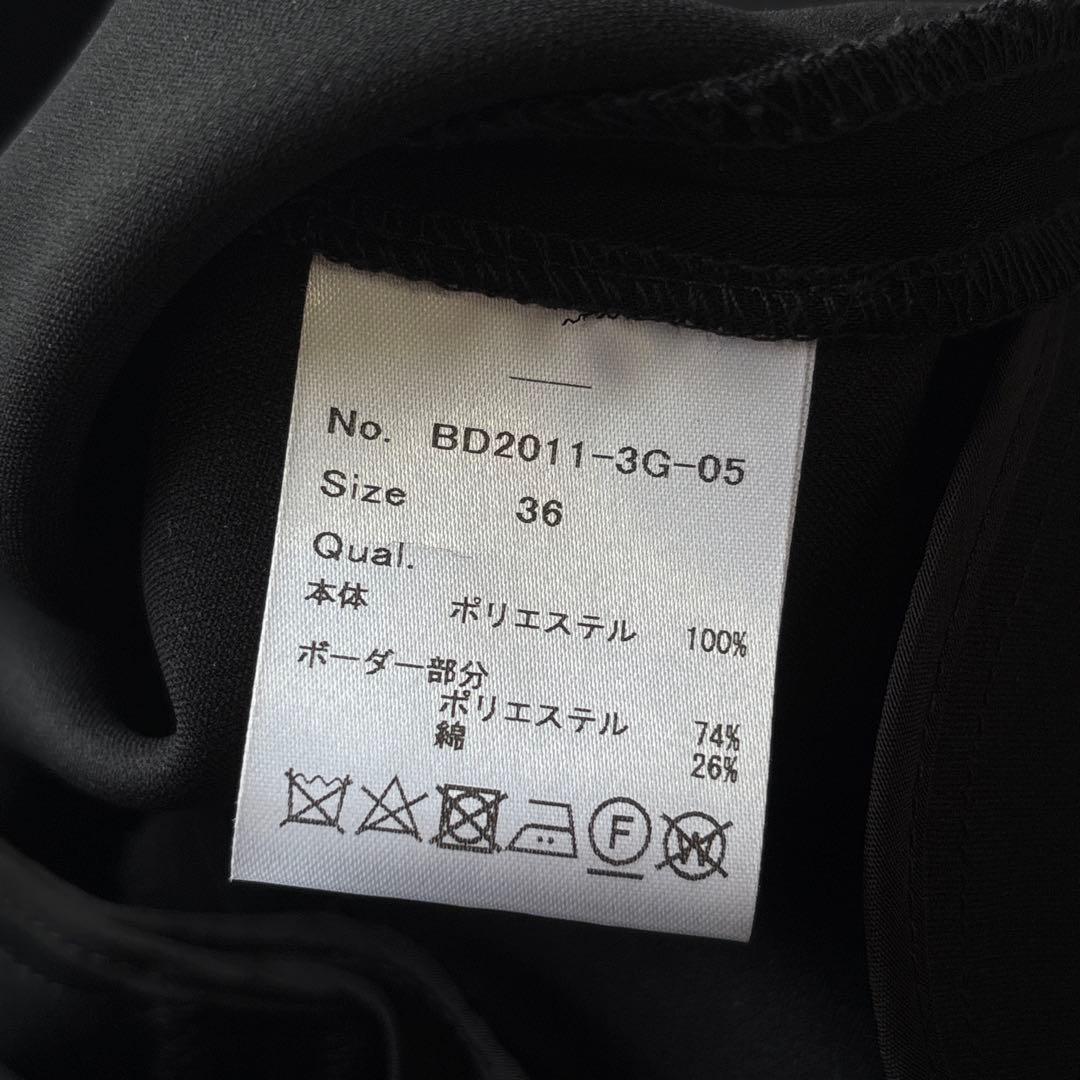 No. BD2011-3G-05
Size 36
Qual.
本体 ポリエステル 100%
ボーダー部分
ポリエステル 74%
綿 26%
F W